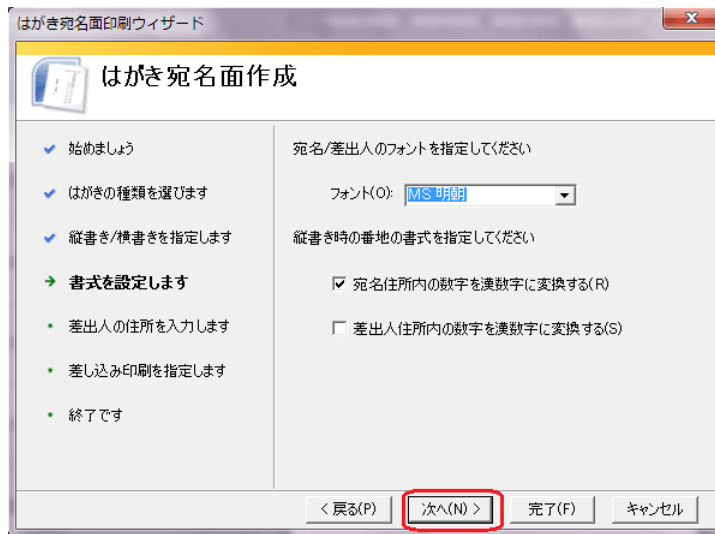 はがき宛名面印刷ウィザード
はがき宛名面作成
始めましょう
はがきの種類を選びます
縦書き/横書きを指定します
書式を設定します
差出人の住所を入力します
差し込み印刷を指定します
終了です
宛名/差出人のフォントを指定してください
フォント(O): MS 明朝
縦書き時の番地の書式を指定してください
宛名住所内の数字を漢数字に変換する(R)
差出人住所内の数字を漢数字に変換する(S)
< 戻る(P) 次へ(N) > 完了(F) キャンセル